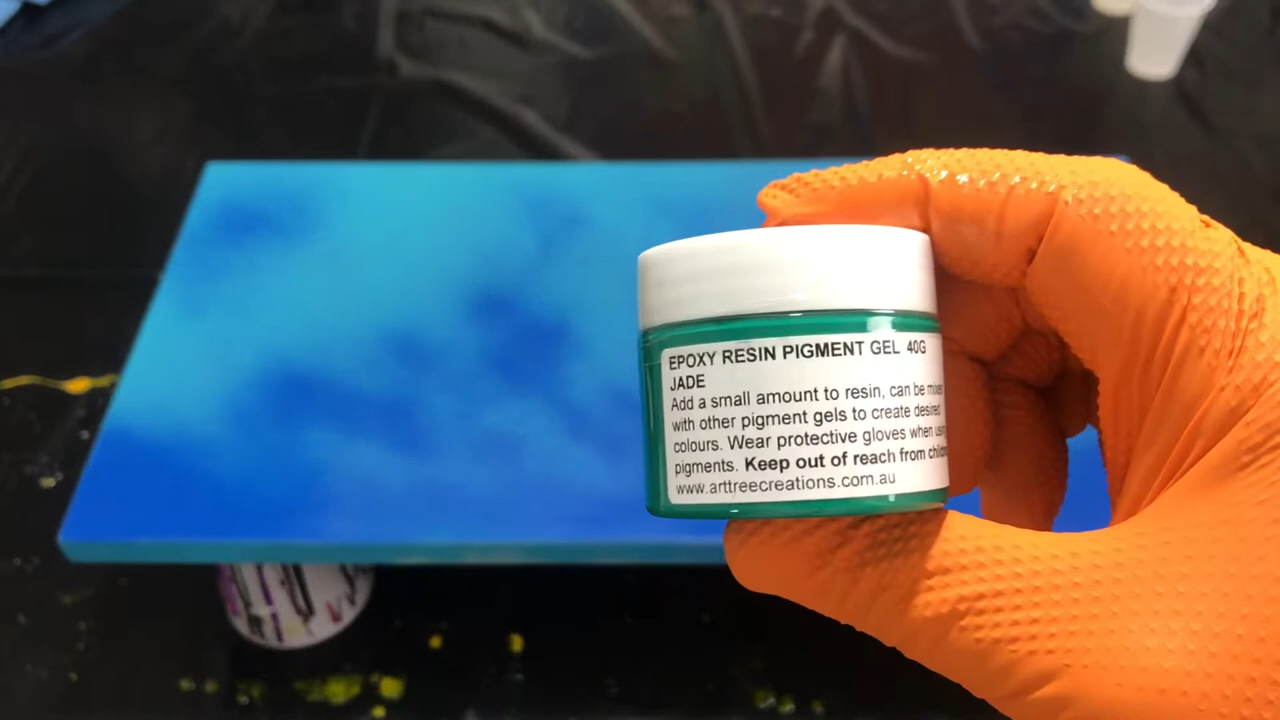 EPOXY RESIN PIGMENT GEL 40G
JADE
Add a small amount to resin, can be
with other pigment gels to create desired
colours. Wear protective gloves when
pigments. Keep out of reach from
www.arttreecreations.com.au